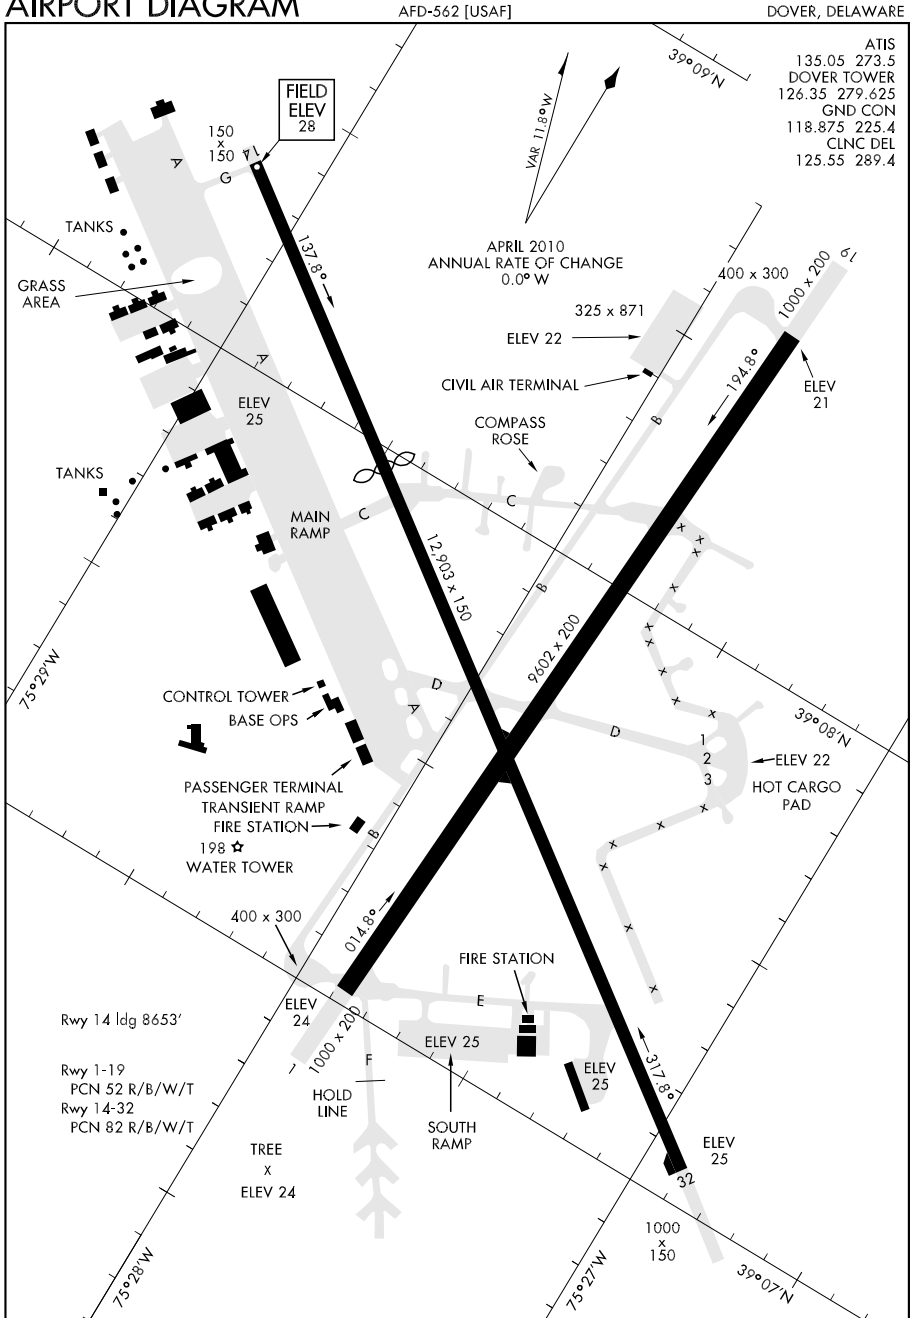 AIRPORT DIAGRAM
AFD-562 [USAF]
DOVER, DELAWARE
ATIS
135.05 273.5
DOVER TOWER
126.35 279.625
GND CON
118.875 225.4
CLNC DEL
125.55 289.4
39°09'N
FIELD
ELEV
28
150
x
150
14
A
G
VAR 11.8°W
APRIL 2010
ANNUAL RATE OF CHANGE
0.0° W
TANKS
GRASS
AREA
137.8°
19
1000 x 200
400 x 300
325 x 871
ELEV 22
194.8°
CIVIL AIR TERMINAL
ELEV
21
A
ELEV
25
B
COMPASS
ROSE
TANKS
MAIN
RAMP
C
C
12,903 x 150
B
9602 x 200
75°29'W
CONTROL TOWER
BASE OPS
D
A
D
39°08'N
1
2
3
ELEV 22
HOT CARGO
PAD
PASSENGER TERMINAL
TRANSIENT RAMP
FIRE STATION
198
WATER TOWER
B
400 x 300
014.8°
FIRE STATION
ELEV
24
E
1000 x 200
1
ELEV 25
F
HOLD
LINE
SOUTH
RAMP
ELEV
25
317.8°
Rwy 14 ldg 8653'
Rwy 1-19
PCN 52 R/B/W/T
Rwy 14-32
PCN 82 R/B/W/T
TREE
x
ELEV 24
ELEV
25
32
1000
x
150
75°28'W
75°27'W
39°07'N